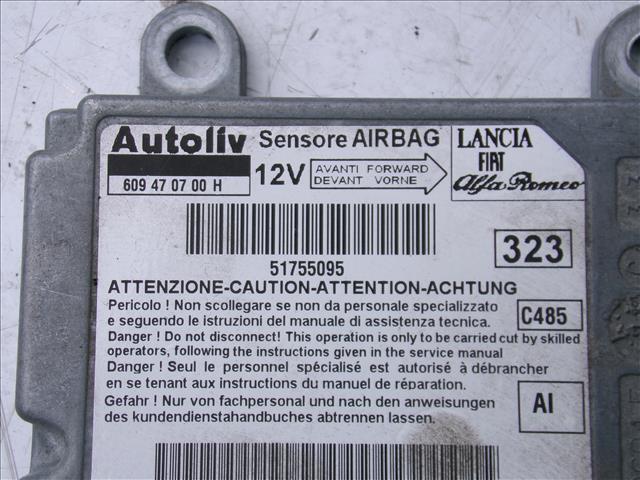 Autoliv Sensore AIRBAG
LANCIA
FIAT
Alfa Romeo
609 47 07 00 H
12V
AVANTI FORWARD
DEVANT VORNE
51755095
323
ATTENZIONE-CAUTION-ATTENTION-ACHTUNG
Pericolo ! Non scollegare se non da personale specializzato
e seguendo le istruzioni del manuale di assistenza tecnica.
C485
Danger ! Do not disconnect! This operation is only to be carried cut by skilled
operators, following the instructions given in the service manual
Danger ! Seul le personnel spécialisé est autorisé à débrancher
en se tenant aux instructions du manuel de réparation.
Gefahr ! Nur von fachpersonal und nach den anweisungen
des kundendienstahandbuches abtrennen lassen.
AI